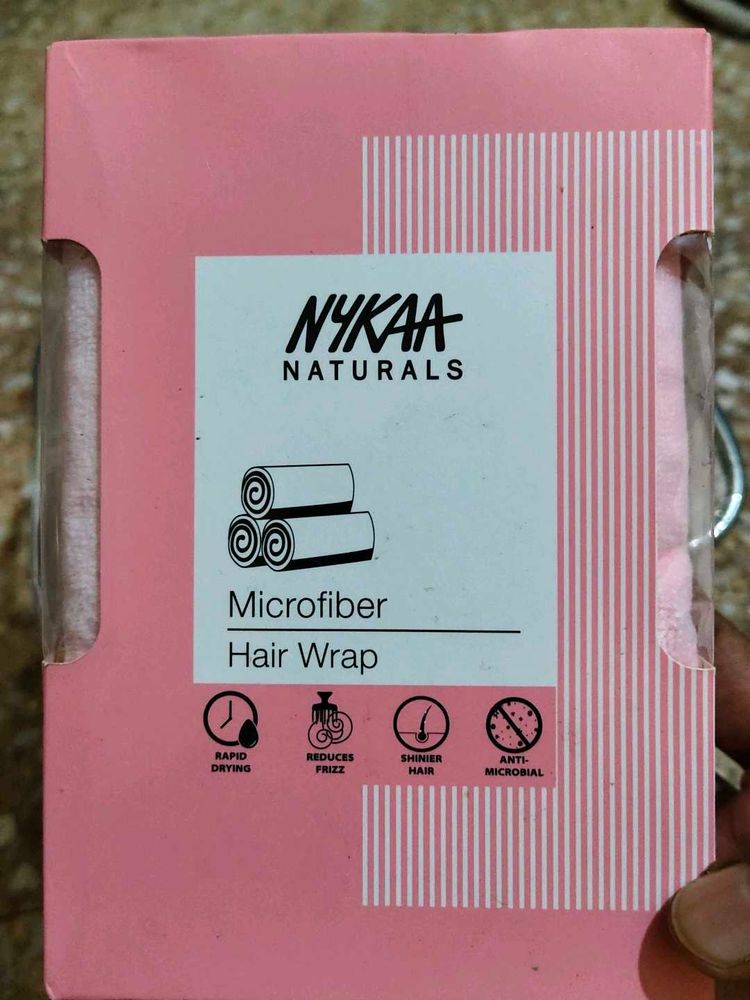 NYKAA
NATURALS
Microfiber
Hair Wrap
RAPID
DRYING
REDUCES
FRIZZ
SHINIER
HAIR
ANTI-
MICROBIAL